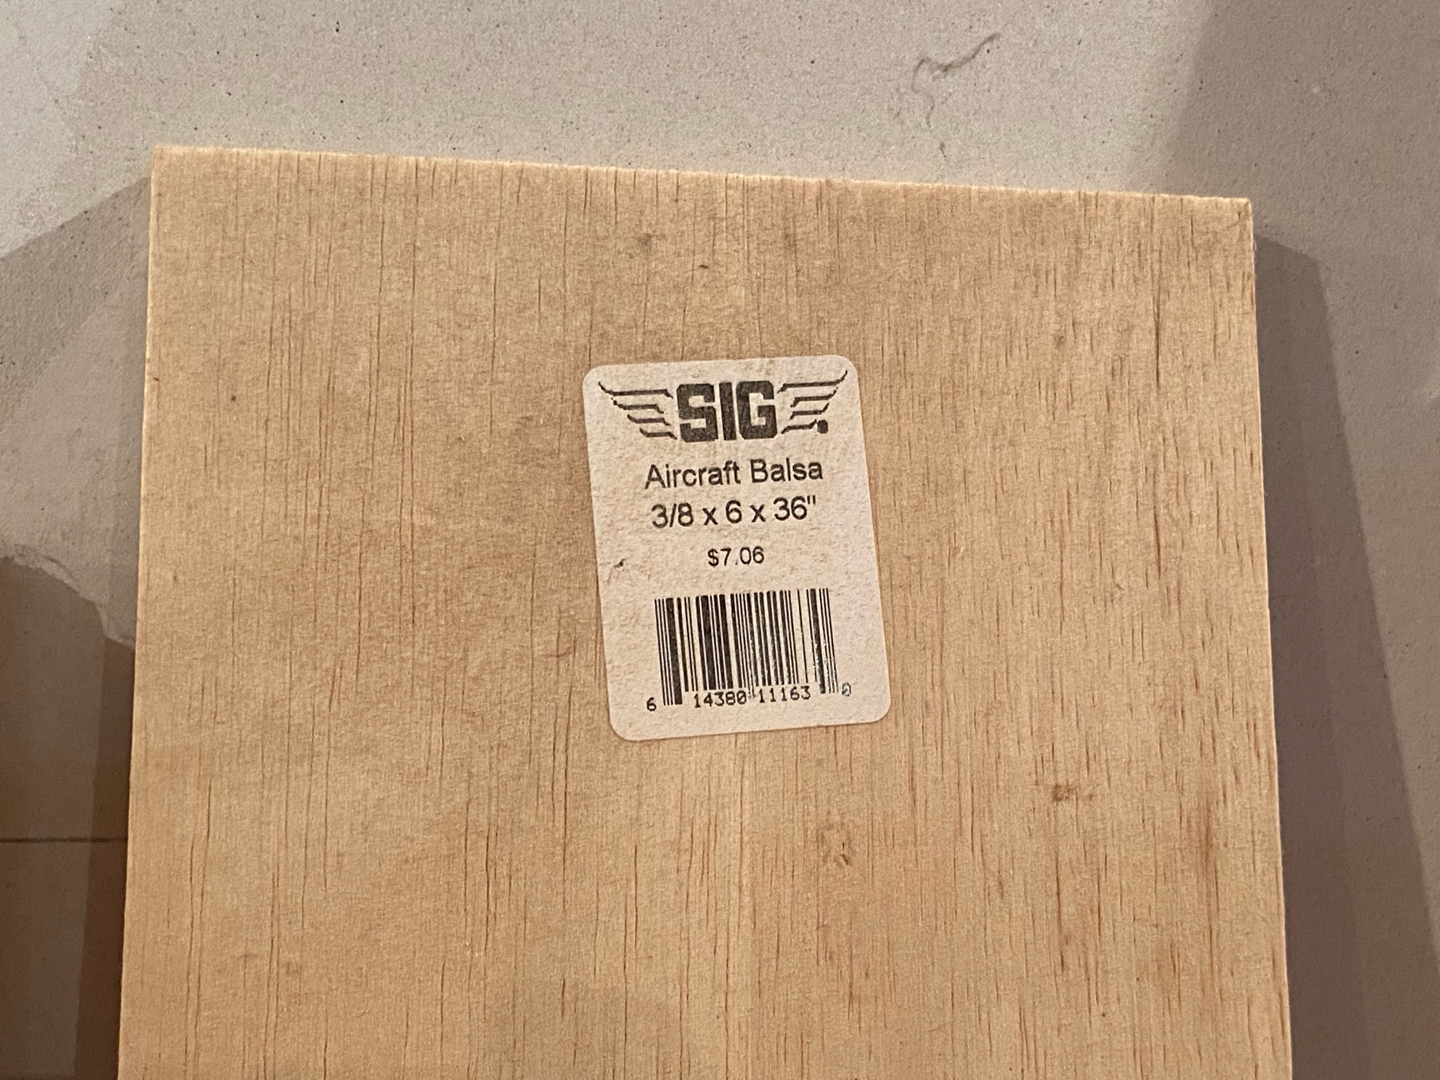 SIG
Aircraft Balsa
3/8 x 6 x 36"
$7.06
6 14380 11163 0